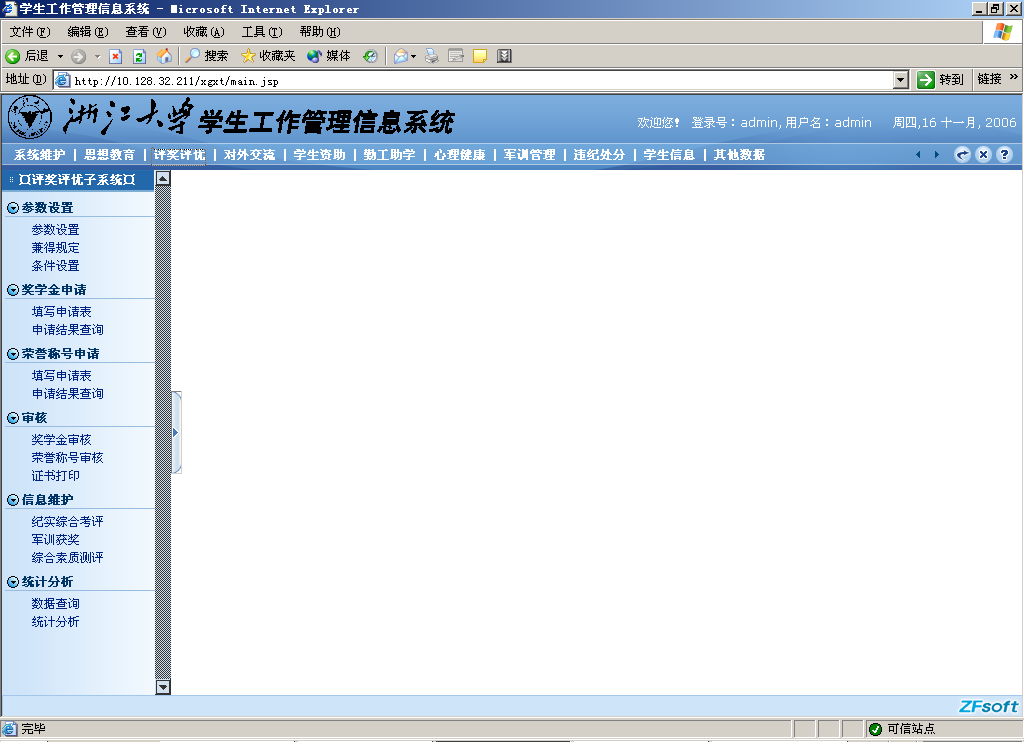 学生工作管理信息系统 - Microsoft Internet Explorer
文件(F) 编辑(E) 查看(V) 收藏(A) 工具(T) 帮助(H)
后退 搜索 收藏夹 媒体
地址(D) http://10.128.32.211/xgxt/main.jsp 转到 链接 »
浙江大学学生工作管理信息系统 欢迎您! 登录号:admin,用户名:admin 周四,16 十一月, 2006
系统维护 | 思想教育 | 评奖评优 | 对外交流 | 学生资助 | 勤工助学 | 心理健康 | 军训管理 | 违纪处分 | 学生信息 | 其他数据
¤评奖评优子系统¤
参数设置
参数设置
兼得规定
条件设置
奖学金申请
填写申请表
申请结果查询
荣誉称号申请
填写申请表
申请结果查询
审核
奖学金审核
荣誉称号审核
证书打印
信息维护
纪实综合考评
军训获奖
综合素质测评
统计分析
数据查询
统计分析
ZFsoft
完毕 可信站点